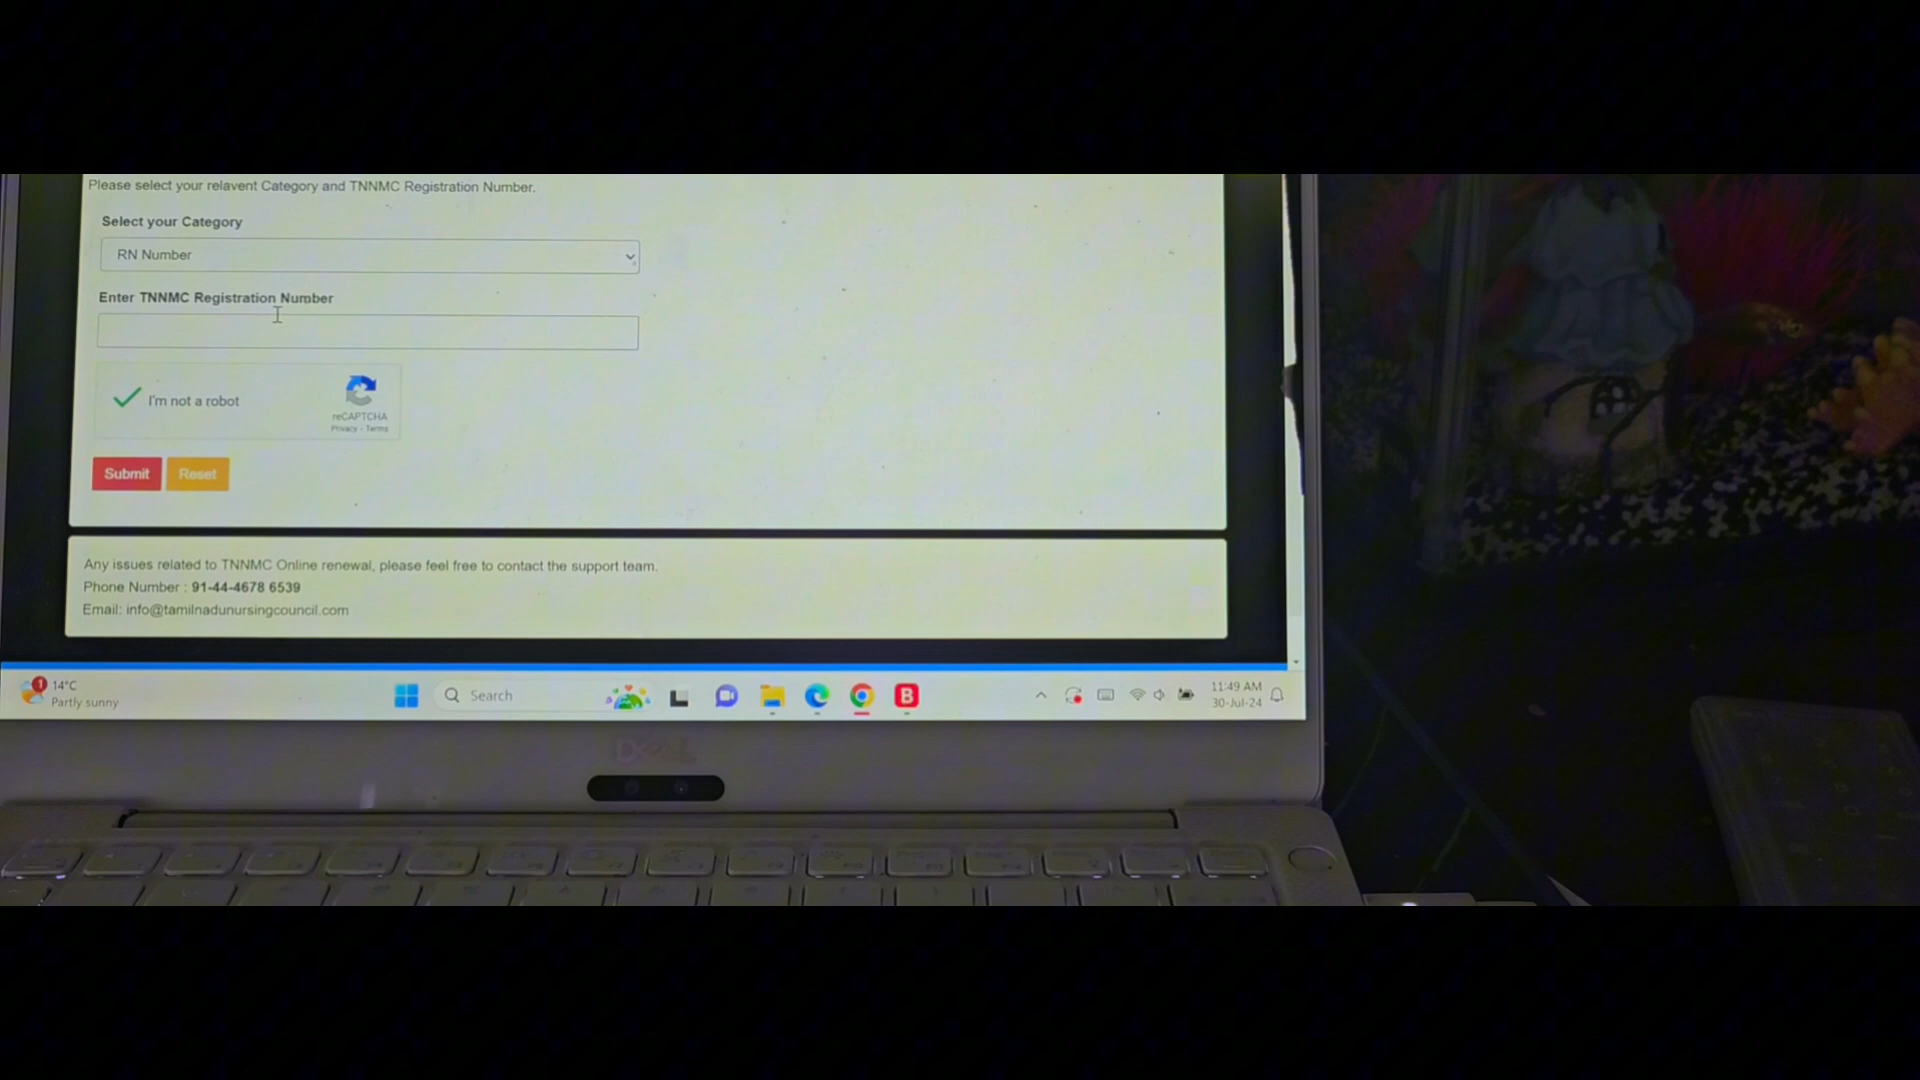 Please select your relavent Category and TNNMC Registration Number.
Select your Category
RN Number
Enter TNNMC Registration Number
I'm not a robot
reCAPTCHA
Privacy - Terms
Submit Reset
Any issues related to TNNMC Online renewal, please feel free to contact the support team.
Phone Number : 91-44-4678 6539
Email: info@tamilnadunursingcouncil.com
1
14°C
Partly sunny
Search
B
11:49 AM
30-Jul-24
DELL